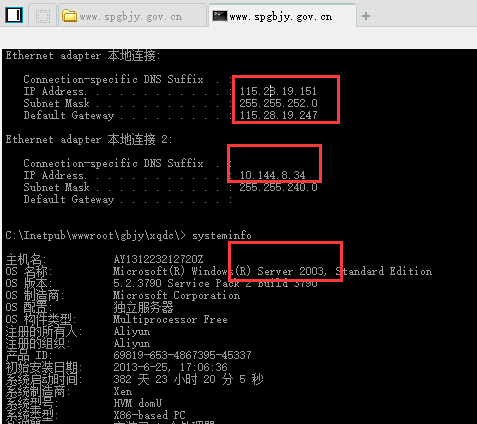 www.spgbjy.gov.cn
www.spgbjy.gov.cn
Ethernet adapter 本地连接:
Connection-specific DNS Suffix . :
IP Address. . . . . . . . . . . . : 115.28.19.151
Subnet Mask . . . . . . . . . . . : 255.255.252.0
Default Gateway . . . . . . . . . : 115.28.19.247
Ethernet adapter 本地连接 2:
Connection-specific DNS Suffix . :
IP Address. . . . . . . . . . . . : 10.144.8.34
Subnet Mask . . . . . . . . . . . : 255.255.240.0
Default Gateway . . . . . . . . . :
C:\Inetpub\wwwroot\gbjy\xqdc\> systeminfo
主机名: AY131223212720Z
OS 名称: Microsoft(R) Windows(R) Server 2003, Standard Edition
OS 版本: 5.2.3790 Service Pack 2 Build 3790
OS 制造商: Microsoft Corporation
OS 配置: 独立服务器
OS 构件类型: Multiprocessor Free
注册的所有人: Aliyun
注册的组织: Aliyun
产品 ID: 69819-653-4867395-45337
初始安装日期: 2013-6-25, 17:06:36
系统启动时间: 382 天 23 小时 20 分 5 秒
系统制造商: Xen
系统型号: HVM domU
系统类型: X86-based PC